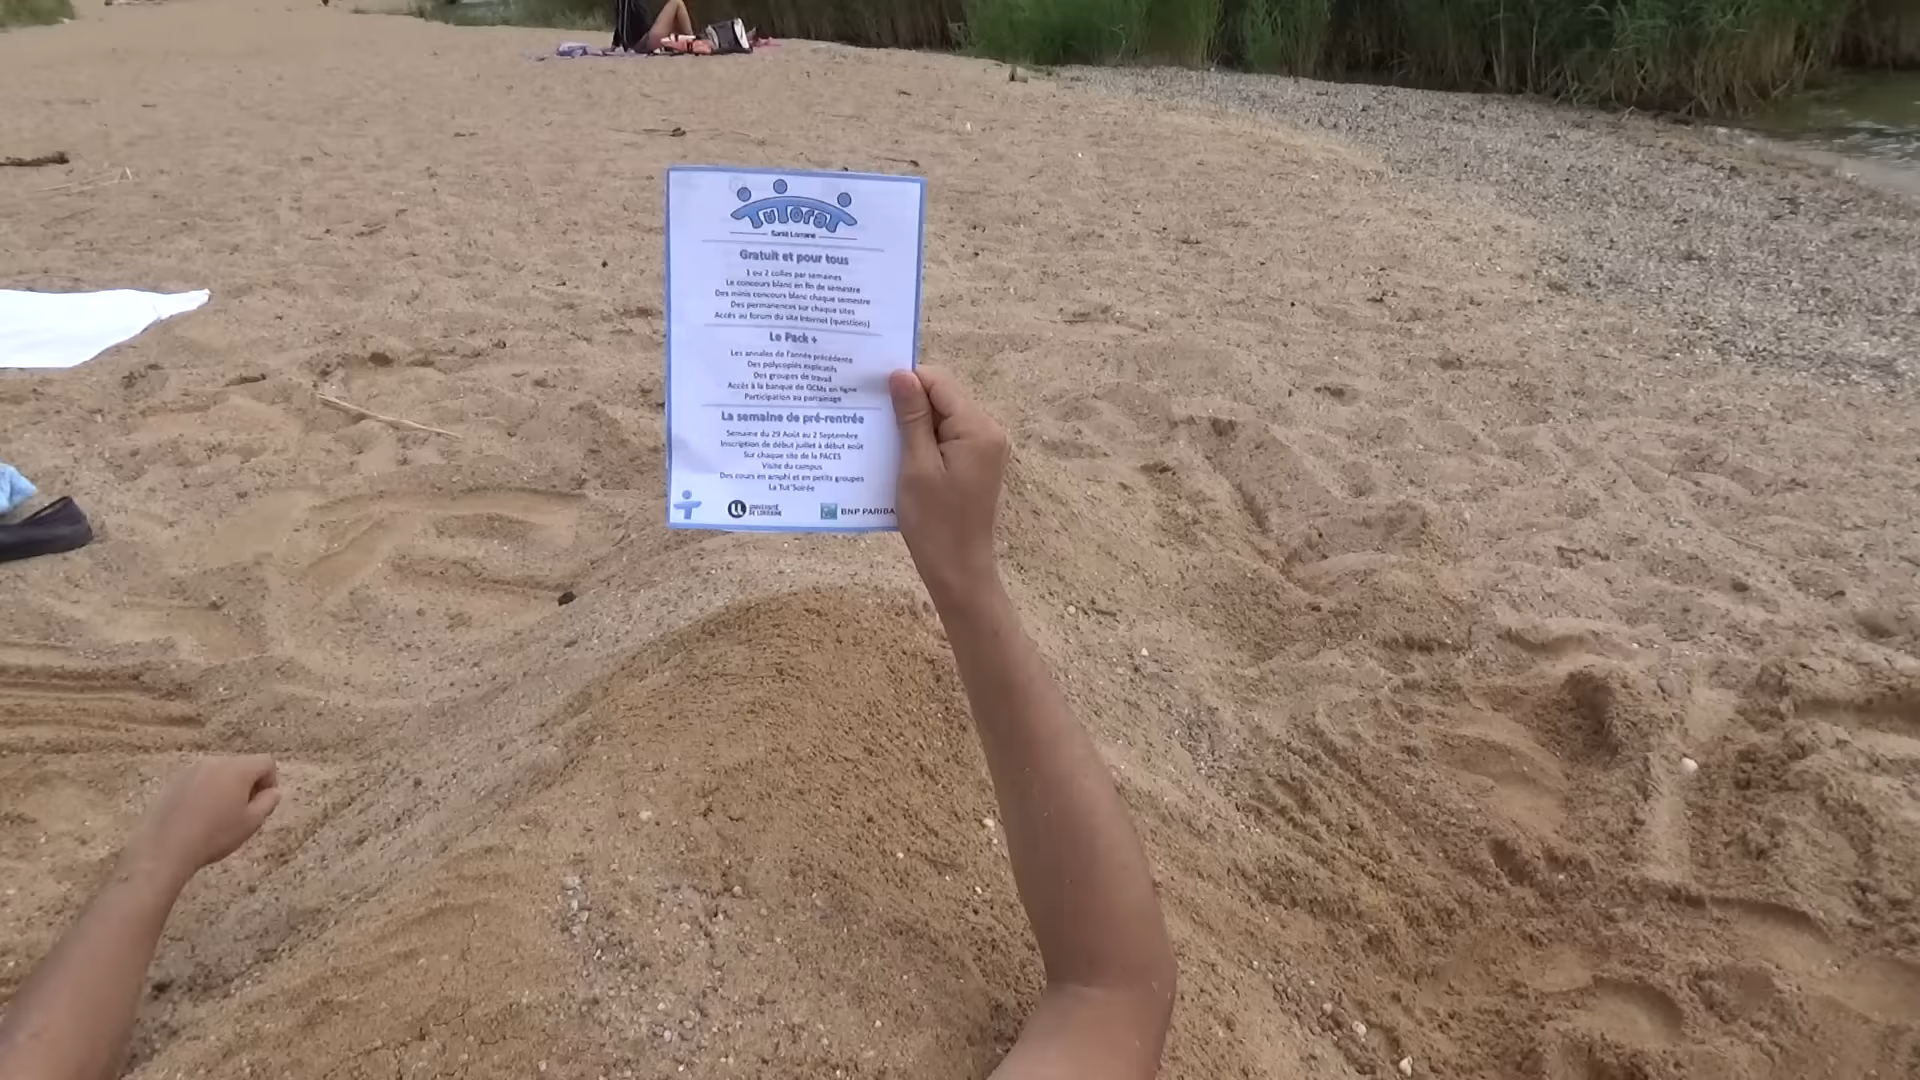 Tutorat
Santé Lorraine
Gratuit et pour tous
1 ou 2 colles par semaines
Le concours blanc en fin de semestre
Des minis concours blanc chaque semestre
Des permanences sur chaque sites
Accès au forum du site internet (questions)
Le Pack +
Les annales de l'année précédente
Des polycopiés explicatifs
Des groupes de travail
Accès à la banque de QCMs en ligne
Participation au parrainage
La semaine de pré-rentrée
Semaine du 29 Août au 2 Septembre
Inscription de début juillet à début août
Sur chaque site de la PACES
Visite du campus
Des cours en amphi et en petits groupes
La Tut'Soirée
UNIVERSITÉ
DE LORRAINE
BNP PARIBA